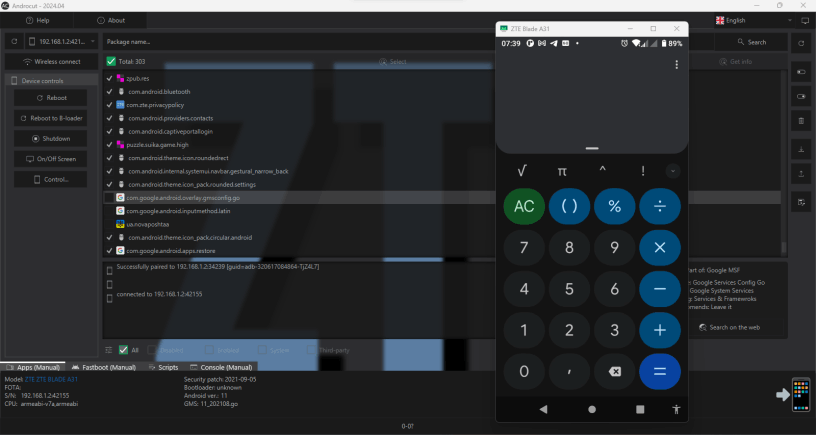 Androcut - 2024.04
Help
About
English
192.168.1.2:421...
Package name...
Search
Wireless connect
Total: 303
Select
Get info
Device controls
Reboot
Reboot to B-loader
Shutdown
On/Off Screen
Control...
zpub.res
com.android.bluetooth
ZTE com.zte.privacypolicy
com.android.providers.contacts
com.android.captiveportallogin
puzzle.suika.game.high
com.android.theme.icon.roundedrect
com.android.internal.systemui.navbar.gestural_narrow_back
com.android.theme.icon_pack.rounded.settings
com.google.android.overlay.gmsconfig.go
com.google.android.inputmethod.latin
ua.novaposhtaa
com.android.theme.icon_pack.circular.android
com.google.android.apps.restore
Successfully paired to 192.168.1.2:34239 [guid=adb-320617084864-TjZ4L7]
connected to 192.168.1.2:42155
All
System
Third-party
art of: Google MSF
: Google Services Config Go
Google System Services
g: Services & Framewroks
mends: Leave it
Search on the web
Apps (Manual)
Fastboot (Manual)
Scripts
Console (Manual)
Model: ZTE ZTE BLADE A31
FOTA:
S/N: 192.168.1.2:42155
CPU: armeabi-v7a,armeabi
Security patch: 2021-09-05
Bootloader: unknown
Android ver.: 11
GMS: 11_202108.go
ZTE Blade A31
07:39
89%
√ π ^ !
AC ( ) % ÷
7 8 9 ×
4 5 6 −
1 2 3 +
0 , =